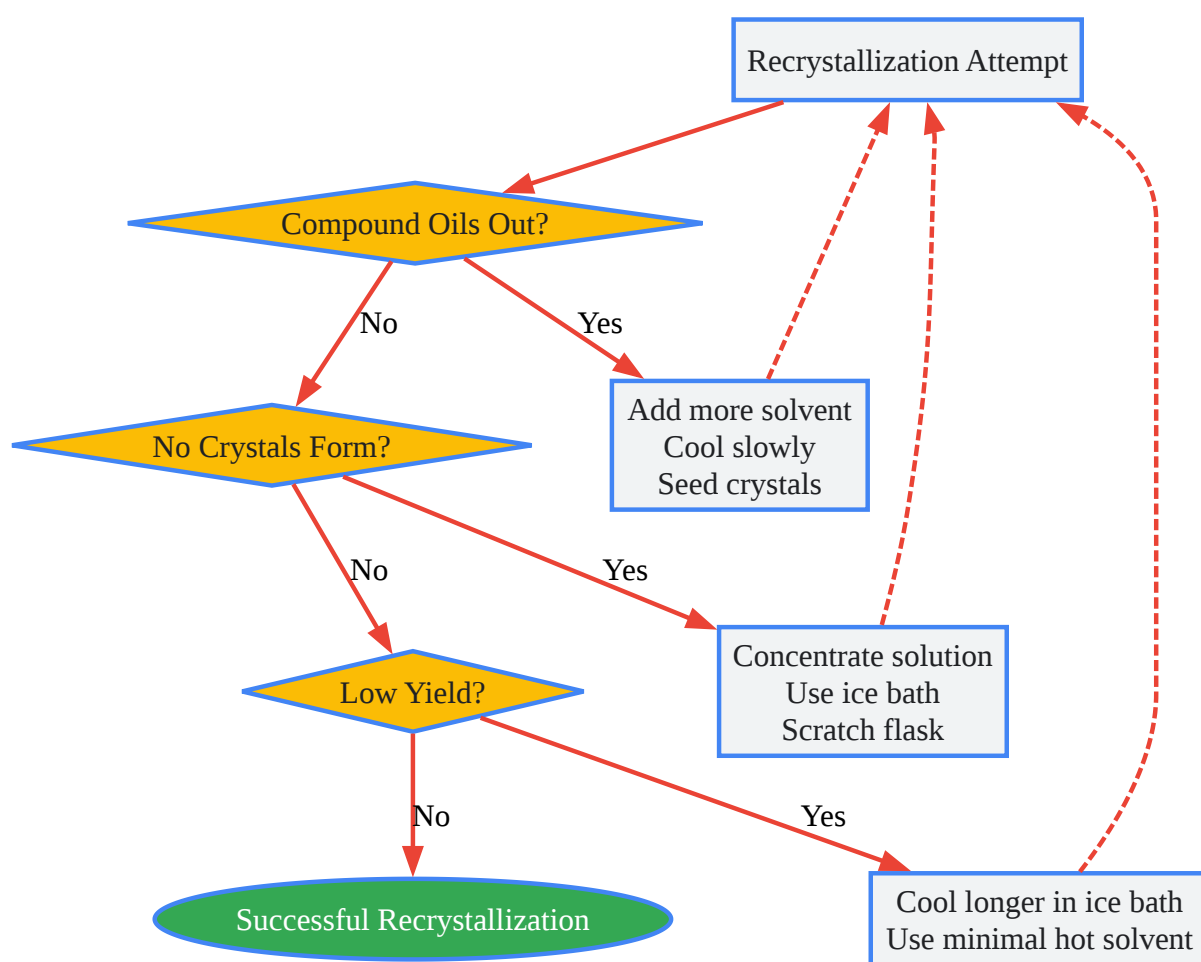 Recrystallization Attempt
Compound Oils Out?
No
Yes
Add more solvent
Cool slowly
Seed crystals
No Crystals Form?
No
Yes
Concentrate solution
Use ice bath
Scratch flask
Low Yield?
No
Yes
Cool longer in ice bath
Use minimal hot solvent
Successful Recrystallization